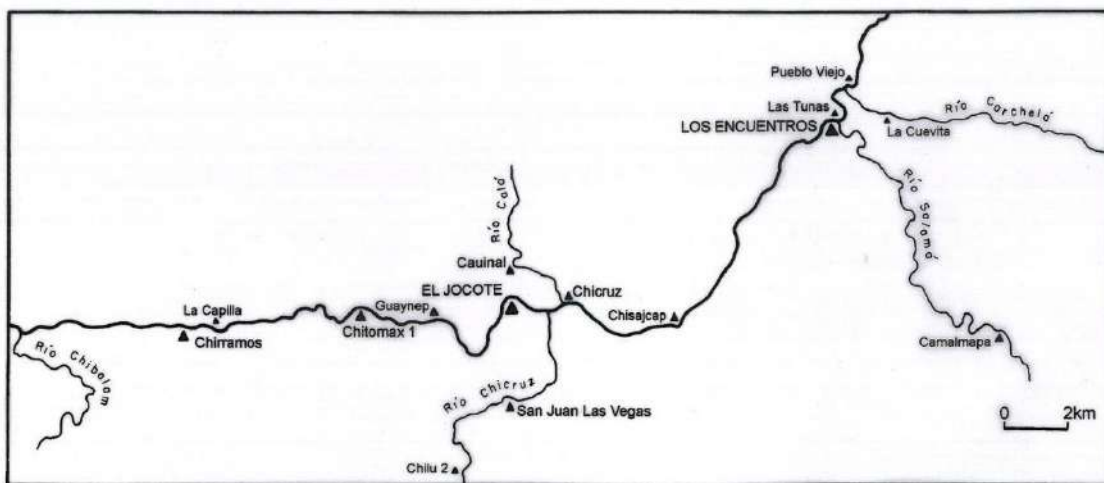 Pueblo Viejo
Las Tunas
Río Carchelá
LOS ENCUENTROS
La Cuevita
Río Salamá
Río Calá
Cauinal
EL JOCOTE
Chicruz
La Capilla
Guaynep
Chisajcap
Chirramos
Chitomax 1
Camalmapa
Río Chibalam
Río Chicruz
San Juan Las Vegas
Chilu 2
0 2km